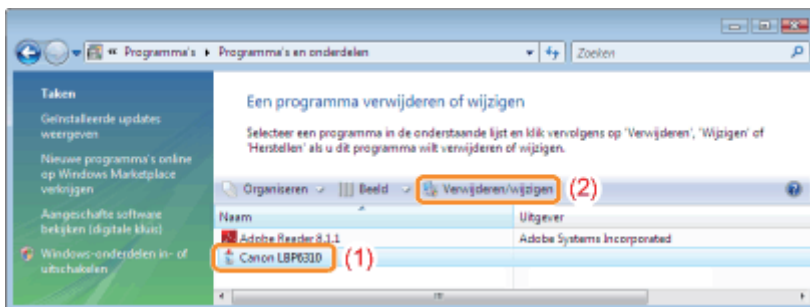 « Programma's ▸ Programma's en onderdelen
Zoeken
Taken
Geïnstalleerde updates
weergeven
Nieuwe programma's online
op Windows Marketplace
verkrijgen
Aangeschafte software
bekijken (digitale kluis)
Windows-onderdelen in- of
uitschakelen
Een programma verwijderen of wijzigen
Selecteer een programma in de onderstaande lijst en klik vervolgens op 'Verwijderen', 'Wijzigen' of
'Herstellen' als u dit programma wilt verwijderen of wijzigen.
Organiseren Beeld Verwijderen/wijzigen (2)
Naam Uitgever
Adobe Reader 8.1.1 Adobe Systems Incorporated
Canon LBP6310 (1)